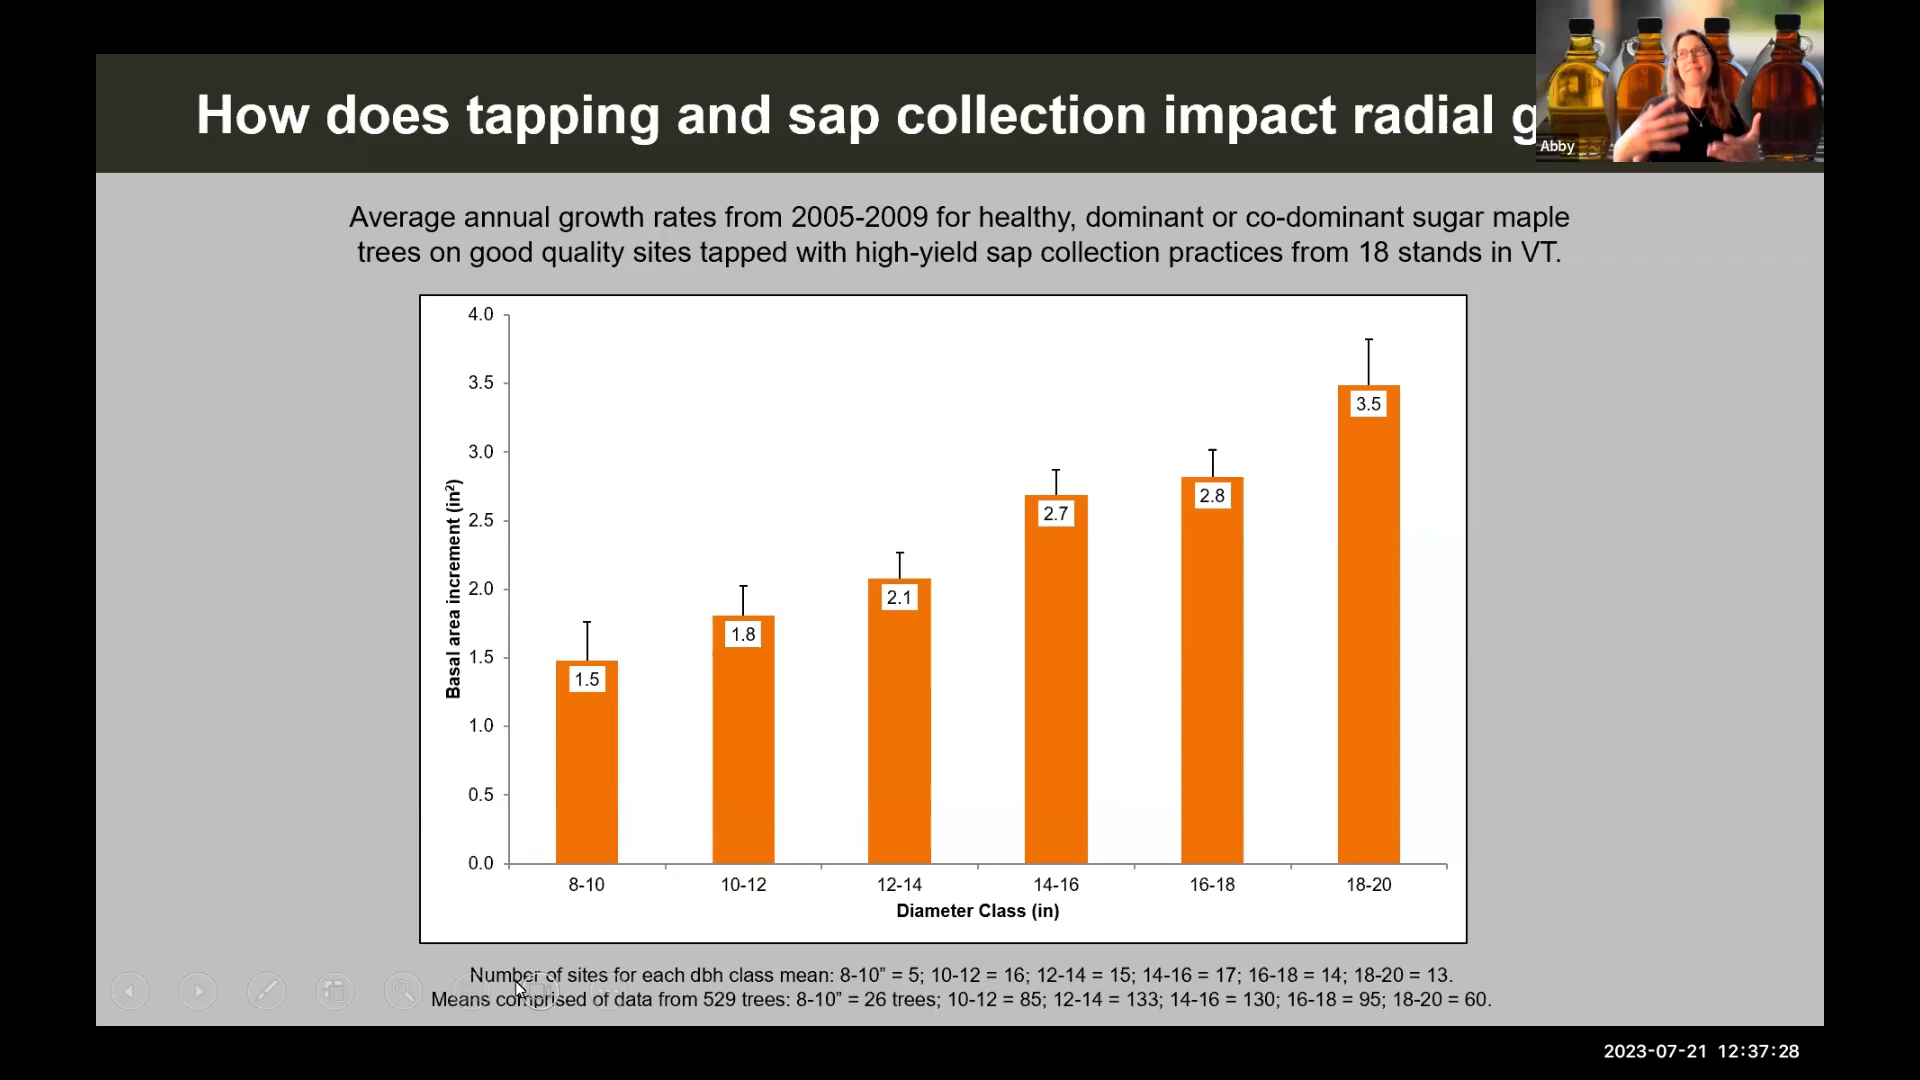 How does tapping and sap collection impact radial g
Abby
Average annual growth rates from 2005-2009 for healthy, dominant or co-dominant sugar maple
trees on good quality sites tapped with high-yield sap collection practices from 18 stands in VT.
4.0
3.5
3.0
2.5
2.0
1.5
1.0
0.5
0.0
Basal area increment (in²)
1.5
1.8
2.1
2.7
2.8
3.5
8-10
10-12
12-14
14-16
16-18
18-20
Diameter Class (in)
Number of sites for each dbh class mean: 8-10” = 5; 10-12 = 16; 12-14 = 15; 14-16 = 17; 16-18 = 14; 18-20 = 13.
Means comprised of data from 529 trees: 8-10” = 26 trees; 10-12 = 85; 12-14 = 133; 14-16 = 130; 16-18 = 95; 18-20 = 60.
2023-07-21 12:37:28